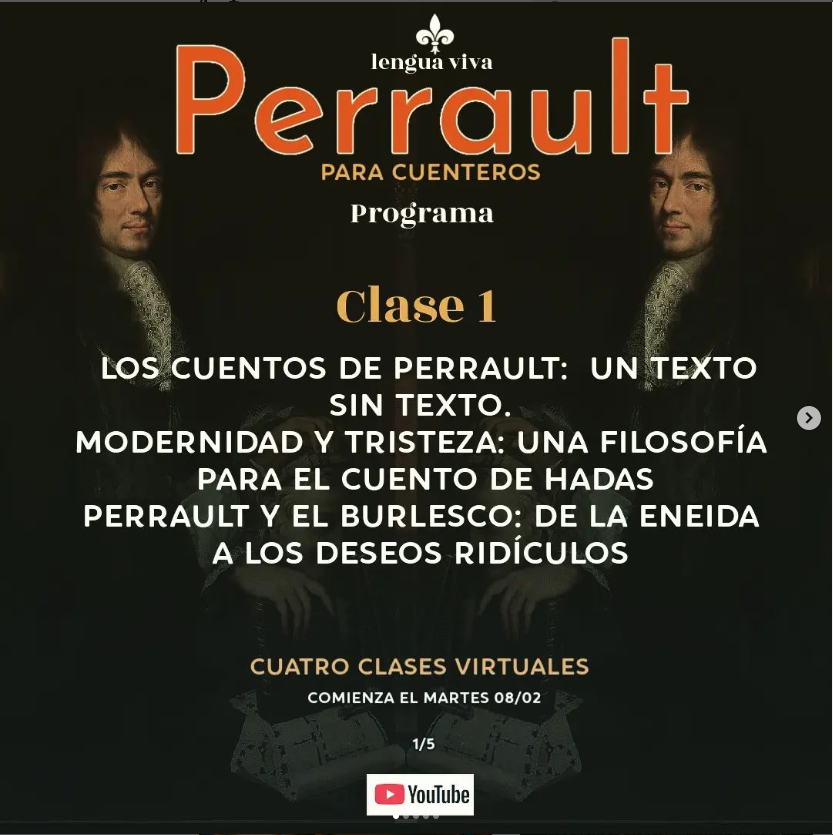 lengua viva
Perrault
PARA CUENTEROS
Programa
Clase 1
LOS CUENTOS DE PERRAULT: UN TEXTO
SIN TEXTO.
MODERNIDAD Y TRISTEZA: UNA FILOSOFÍA
PARA EL CUENTO DE HADAS
PERRAULT Y EL BURLESCO: DE LA ENEIDA
A LOS DESEOS RIDÍCULOS
CUATRO CLASES VIRTUALES
COMIENZA EL MARTES 08/02
1/5
YouTube